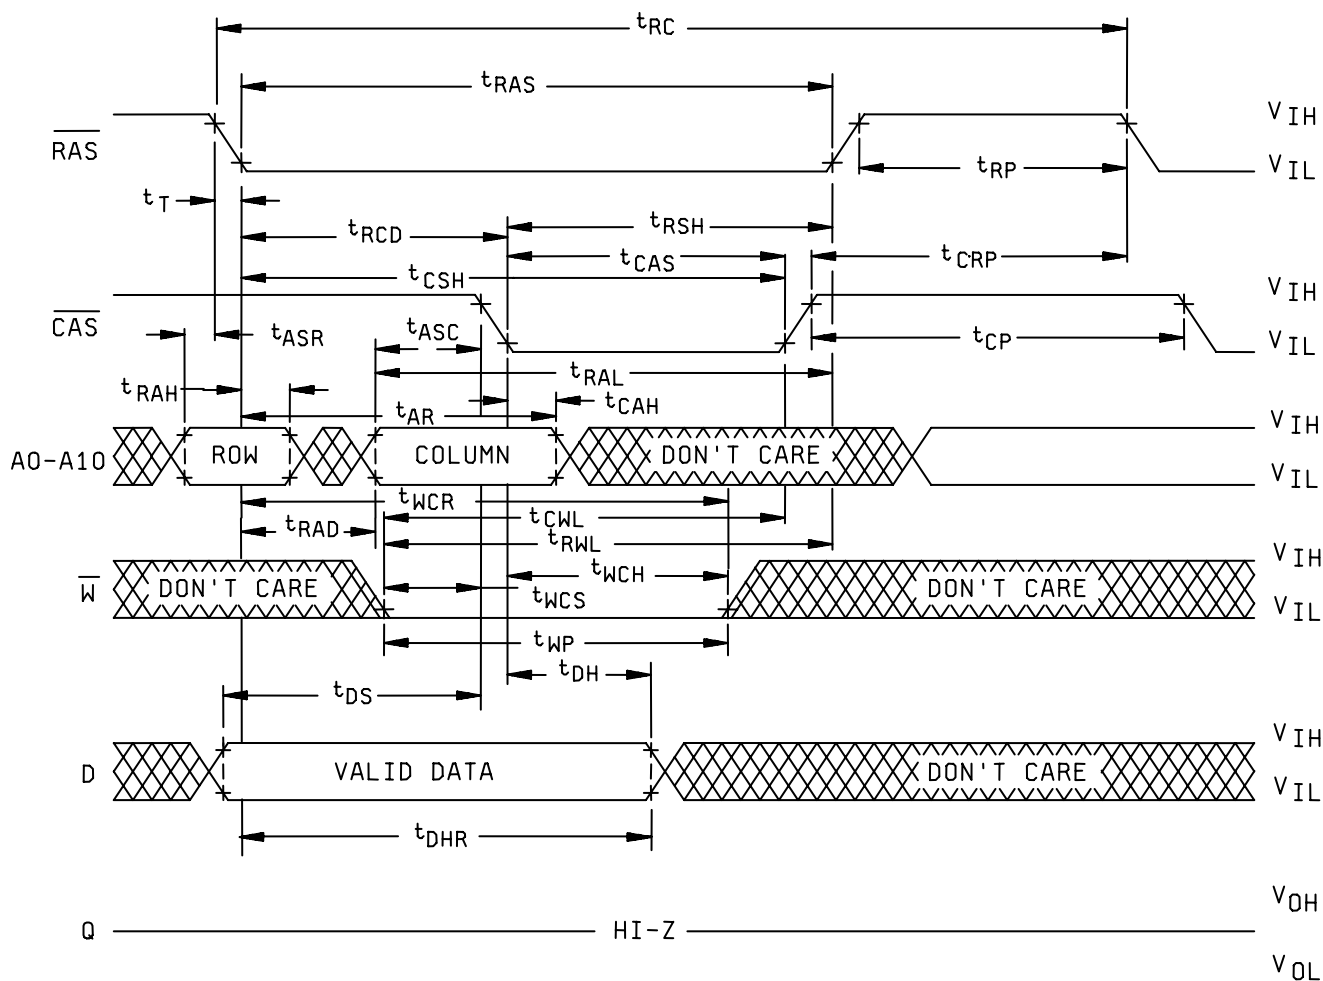 tRC
tRAS
RAS
VIH
tRP
VIL
tT
tRCD
tRSH
tCAS
tCRP
tCSH
CAS
VIH
tASR
tASC
tCP
VIL
tRAL
tRAH
tAR
tCAH
A0-A10
ROW
COLUMN
DON'T CARE
VIH
VIL
tWCR
tCWL
tRAD
tRWL
W
DON'T CARE
tWCH
DON'T CARE
VIH
tWCS
VIL
tWP
tDH
tDS
D
VALID DATA
DON'T CARE
VIH
VIL
tDHR
VOH
Q
HI-Z
VOL